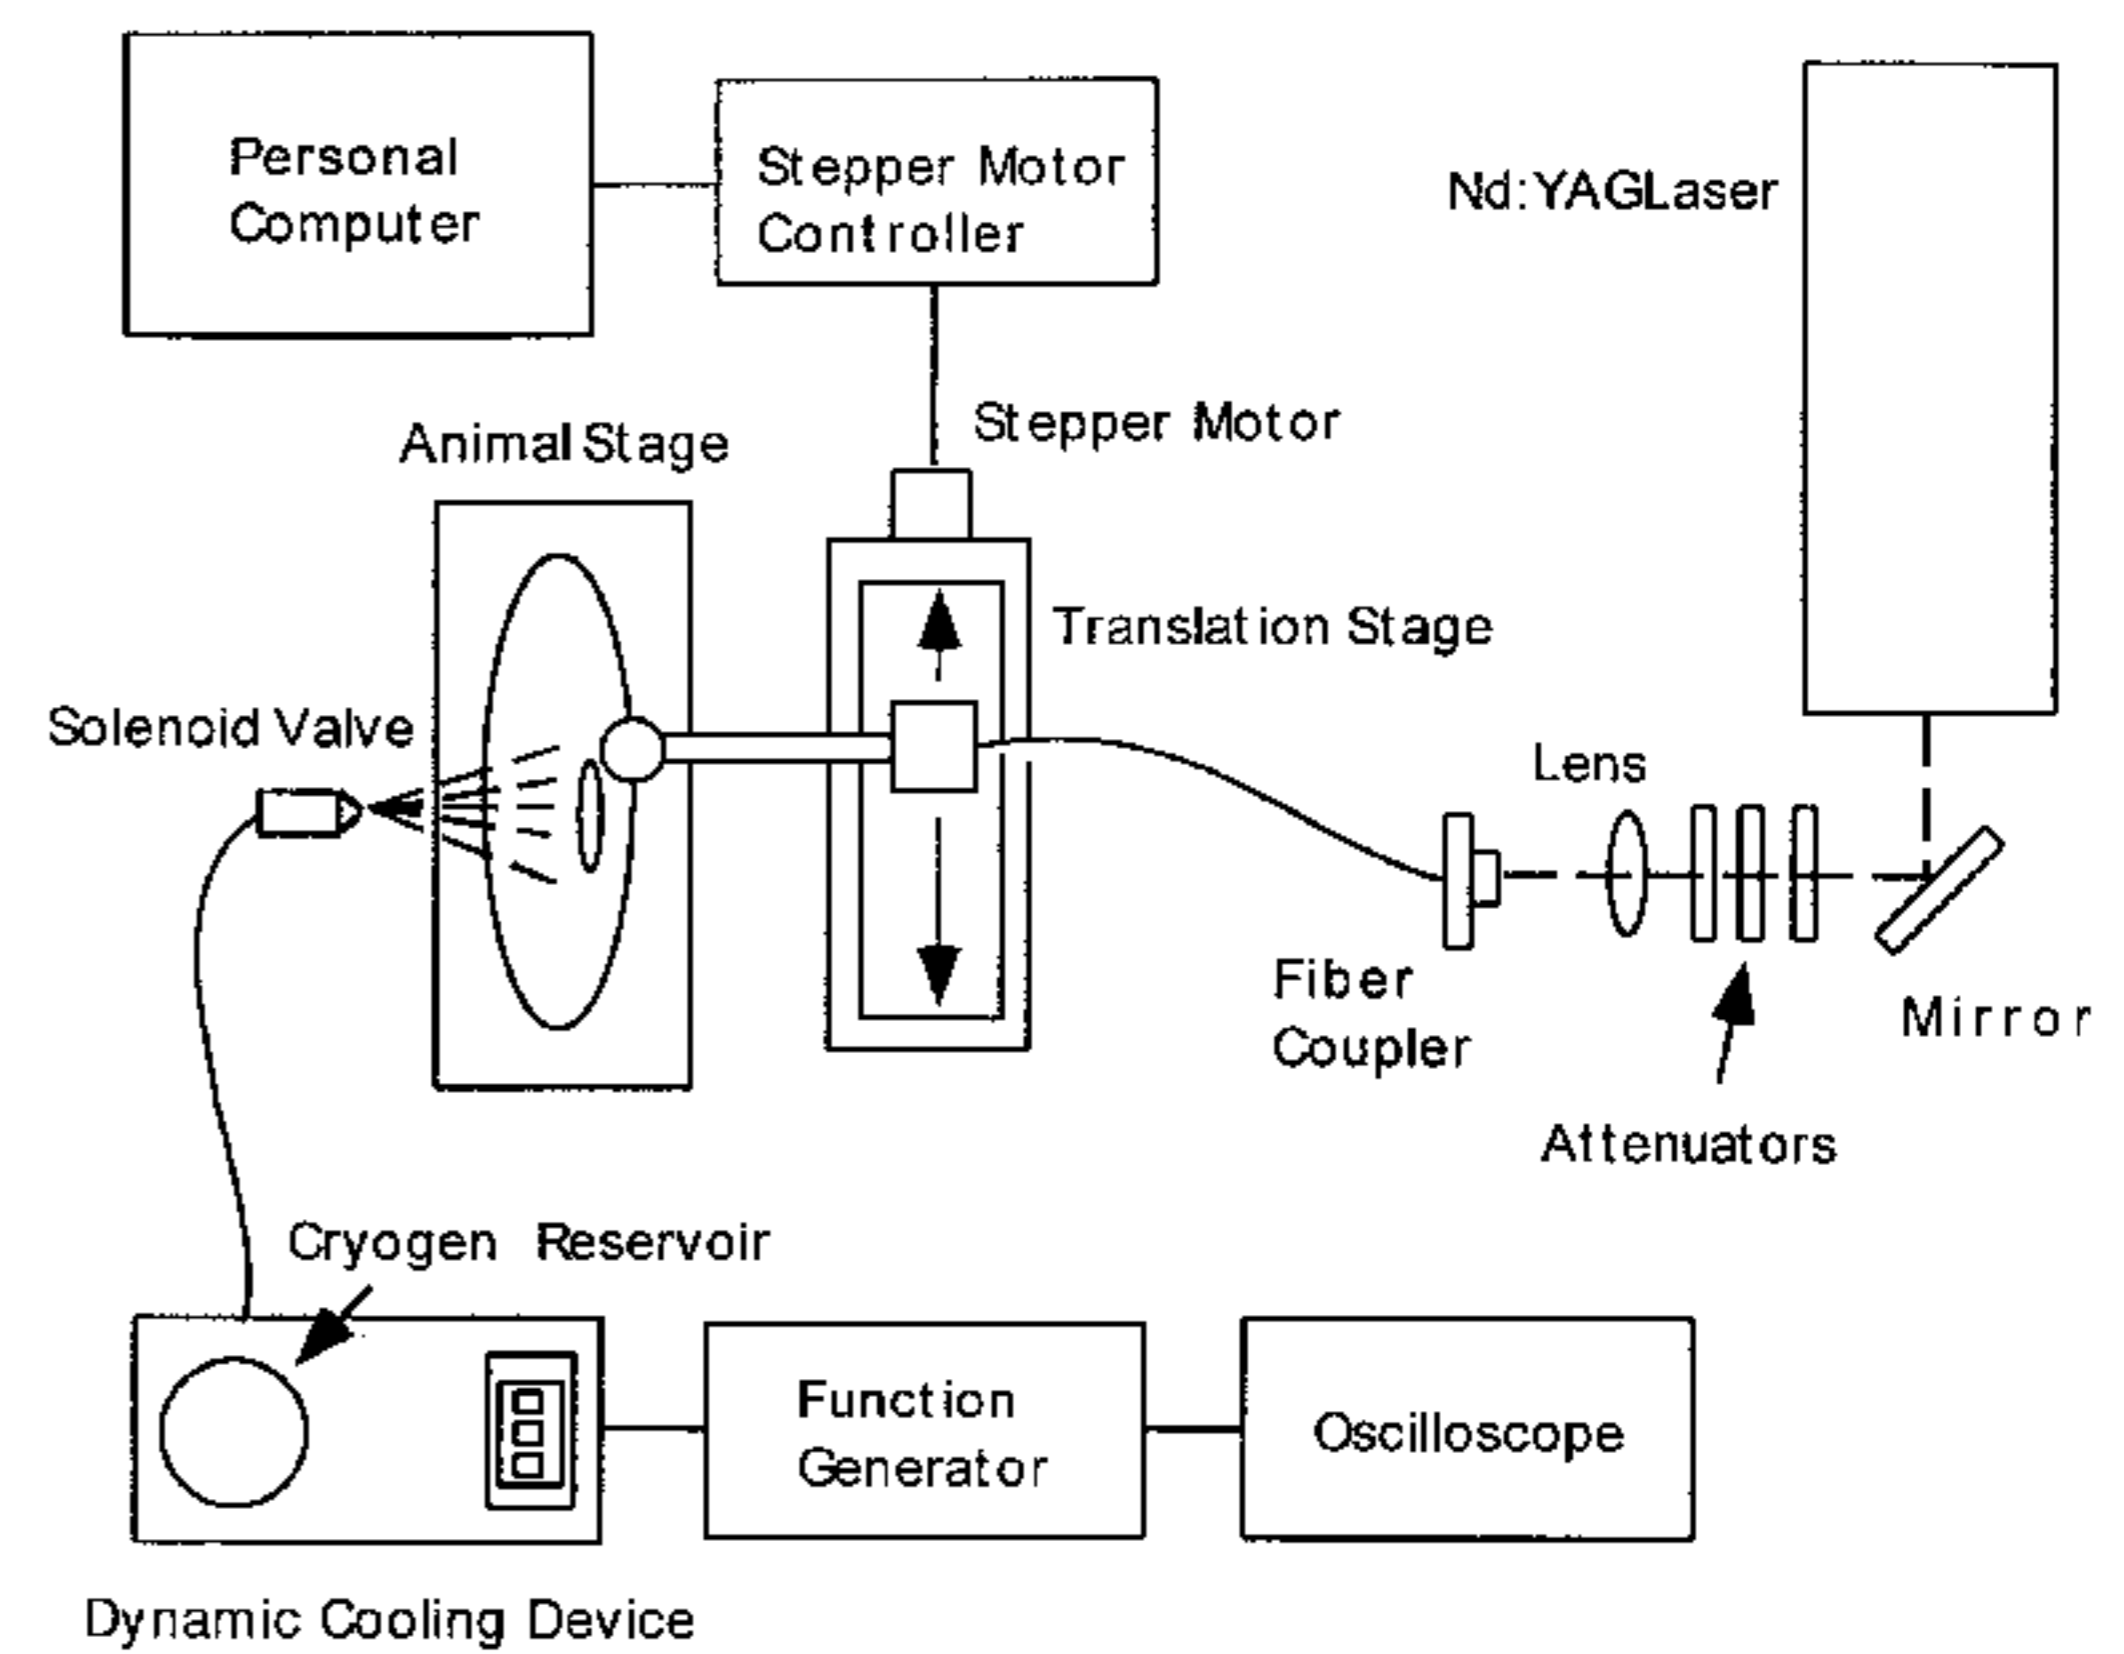 Personal
Computer
Stepper Motor
Controller
Nd:YAGLaser
Stepper Motor
Animal Stage
Translation Stage
Solenoid Valve
Lens
Fiber
Coupler
Mirror
Attenuators
Cryogen Reservoir
Function
Generator
Oscilloscope
Dynamic Cooling Device